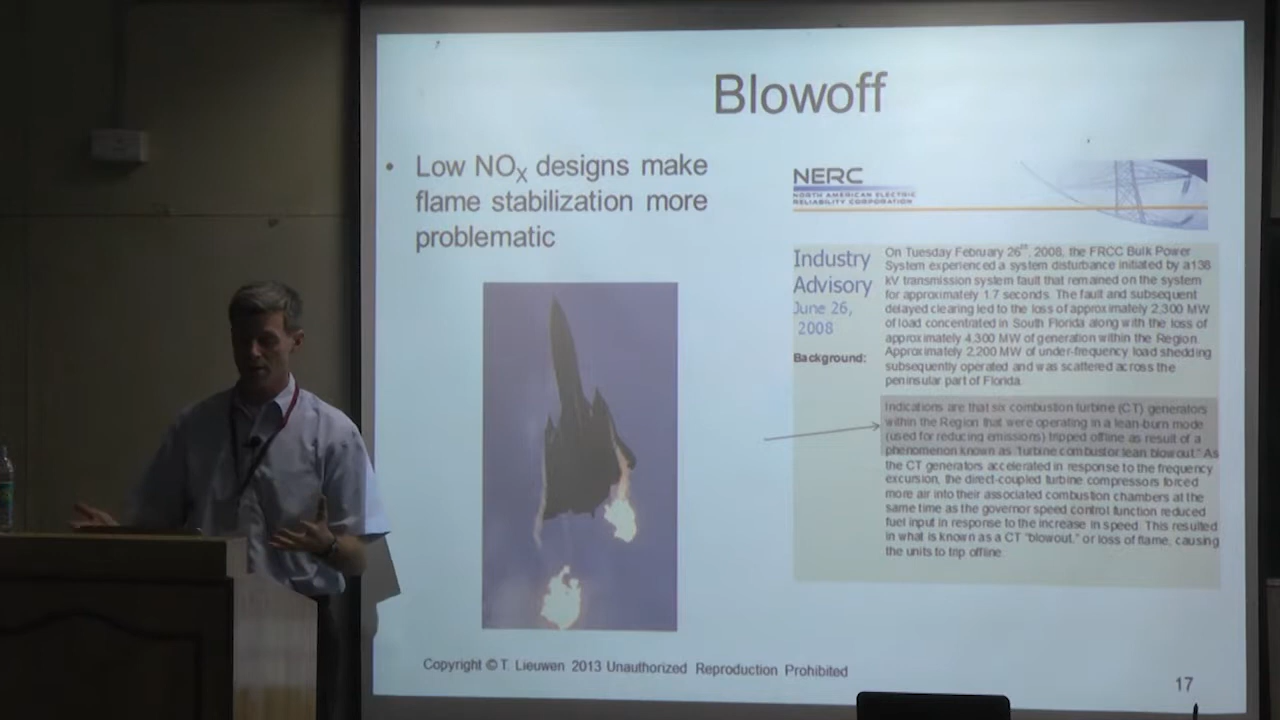 Blowoff
• Low NOX designs make
flame stabilization more
problematic
NERC
NORTH AMERICAN ELECTRIC
RELIABILITY CORPORATION
Industry
Advisory
June 26,
2008
Background:
On Tuesday February 26th, 2008, the FRCC Bulk Power
System experienced a system disturbance initiated by a138
kV transmission system fault that remained on the system
for approximately 1.7 seconds. The fault and subsequent
delayed clearing led to the loss of approximately 2,300 MW
of load concentrated in South Florida along with the loss of
approximately 4,300 MW of generation within the Region.
Approximately 2,200 MW of under-frequency load shedding
subsequently operated and was scattered across the
peninsular part of Florida.
Indications are that six combustion turbine (CT) generators
within the Region that were operating in a lean-burn mode
(used for reducing emissions) tripped offline as result of a
phenomenon known as "turbine combustor lean blowout." As
the CT generators accelerated in response to the frequency
excursion, the direct-coupled turbine compressors forced
more air into their associated combustion chambers at the
same time as the governor speed control function reduced
fuel input in response to the increase in speed. This resulted
in what is known as a CT "blowout," or loss of flame, causing
the units to trip offline.
Copyright © T. Lieuwen 2013 Unauthorized Reproduction Prohibited
17